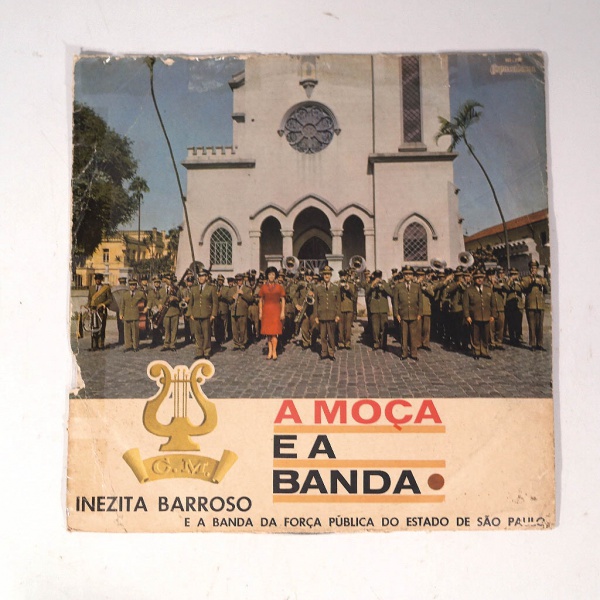 A MOÇA
E A
BANDA
C.M.
INEZITA BARROSO
E A BANDA DA FORÇA PÚBLICA DO ESTADO DE SÃO PAULO